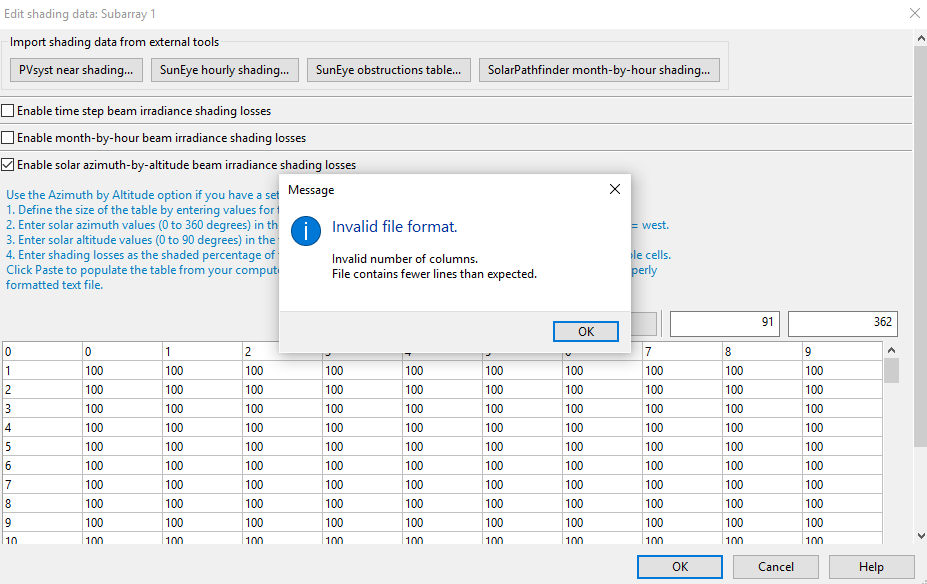 Edit shading data: Subarray 1
Import shading data from external tools
PVsyst near shading... SunEye hourly shading... SunEye obstructions table... SolarPathfinder month-by-hour shading...
Enable time step beam irradiance shading losses
Enable month-by-hour beam irradiance shading losses
Enable solar azimuth-by-altitude beam irradiance shading losses
Use the Azimuth by Altitude option if you have a set
1. Define the size of the table by entering values for
2. Enter solar azimuth values (0 to 360 degrees) in th = west.
3. Enter solar altitude values (0 to 90 degrees) in the
4. Enter shading losses as the shaded percentage of le cells.
Click Paste to populate the table from your compute perly
formatted text file.
Message
Invalid file format.
Invalid number of columns.
File contains fewer lines than expected.
OK
91 362
0 0 1 2 7 8 9
1 100 100 100 100 100 100 100 100 100 100
2 100 100 100 100 100 100 100 100 100 100
3 100 100 100 100 100 100 100 100 100 100
4 100 100 100 100 100 100 100 100 100 100
5 100 100 100 100 100 100 100 100 100 100
6 100 100 100 100 100 100 100 100 100 100
7 100 100 100 100 100 100 100 100 100 100
8 100 100 100 100 100 100 100 100 100 100
9 100 100 100 100 100 100 100 100 100 100
10 100 100 100 100 100 100 100 100 100 100
OK Cancel Help